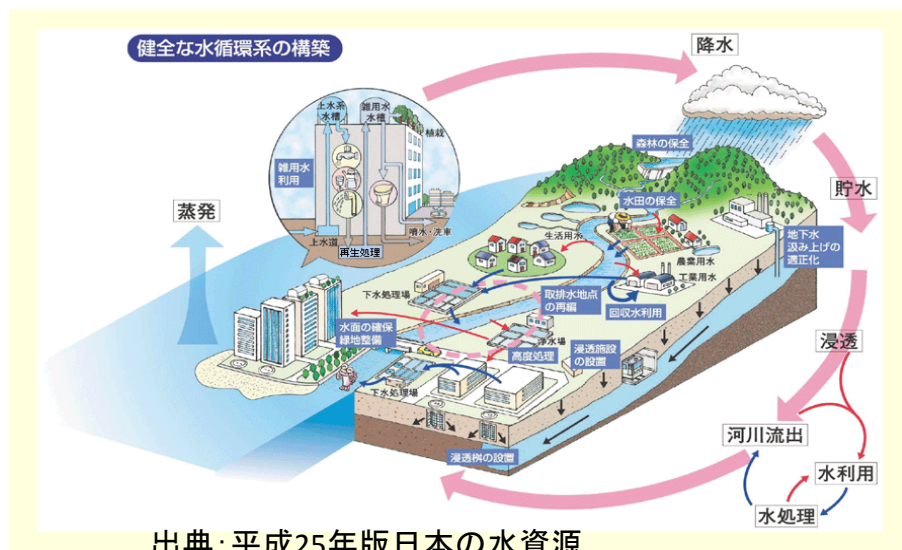 健全な水循環系の構築
降水
上水系
水槽
雑用水
水槽
植栽
雑用水
利用
森林の保全
貯水
蒸発
水田の保全
生活用水
地下水
汲み上げの
適正化
噴水・洗車
上水道
再生処理
農業用水
工業用水
下水処理場
取排水地点
の再編
回収水利用
水面の確保
緑地整備
浄水場
高度処理
浸透施設
の設置
浸透
下水処理場
河川流出
浸透桝の設置
水利用
水処理
出典：平成25年版日本の水資源